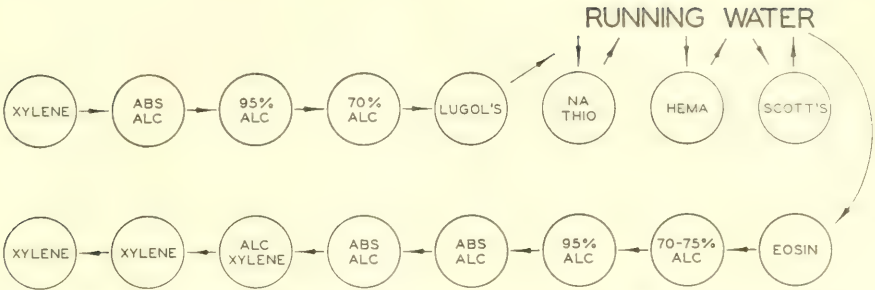 RUNNING WATER
XYLENE
ABS
ALC
95%
ALC
70%
ALC
LUGOL'S
NA
THIO
HEMA
SCOTT'S
XYLENE
XYLENE
ALC
XYLENE
ABS
ALC
ABS
ALC
95%
ALC
70-75%
ALC
EOSIN